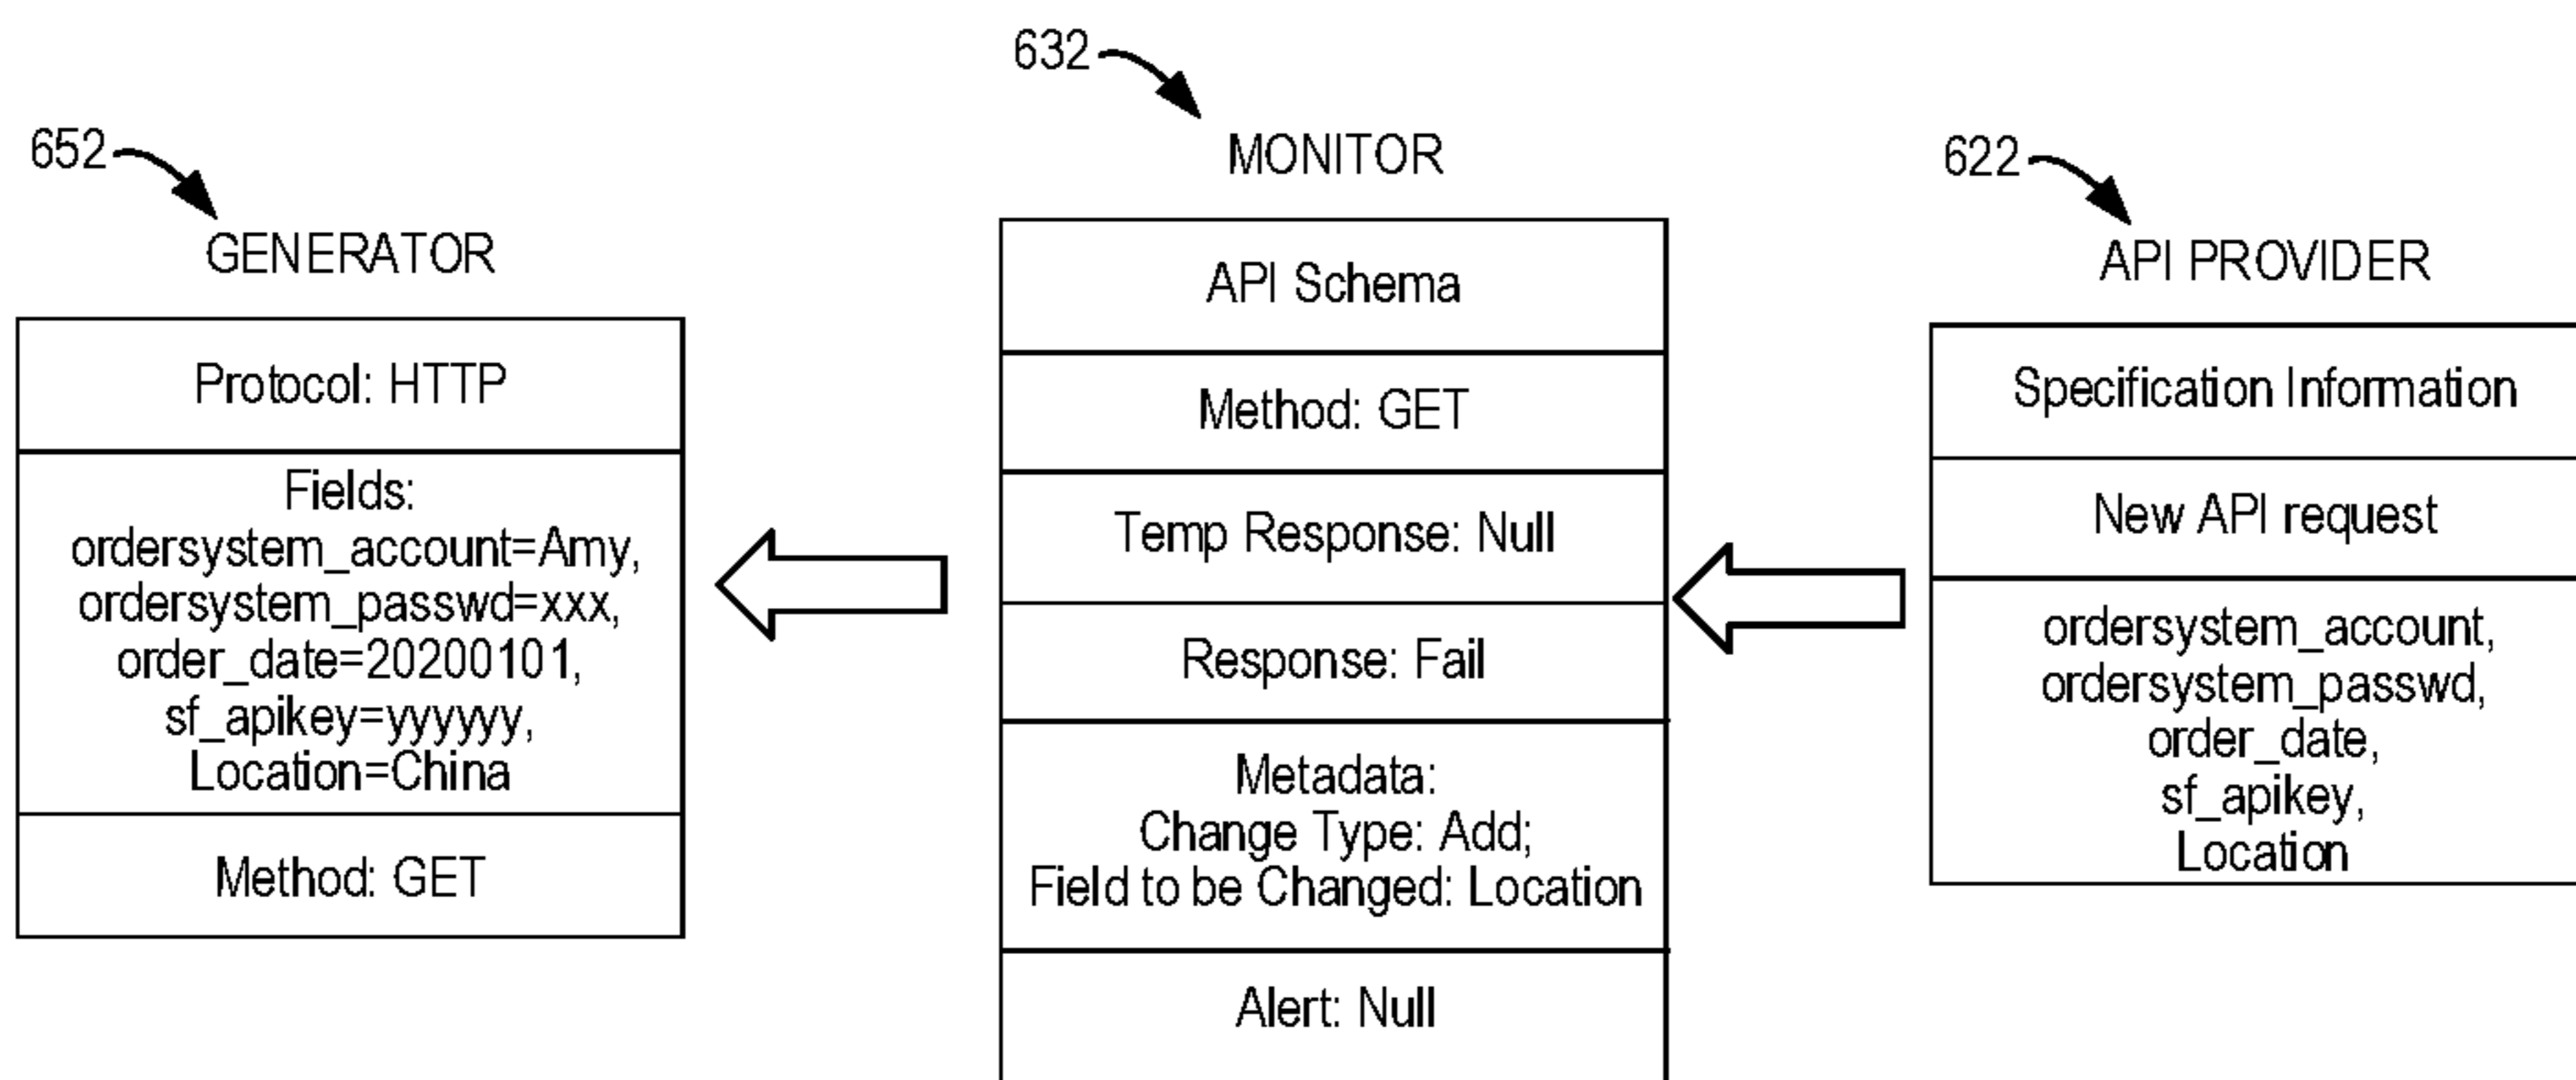 652
GENERATOR
Protocol: HTTP
Fields:
ordersystem_account=Amy,
ordersystem_passwd=xxx,
order_date=20200101,
sf_apikey=yyyyyy,
Location=China
Method: GET
632
MONITOR
API Schema
Method: GET
Temp Response: Null
Response: Fail
Metadata:
Change Type: Add;
Field to be Changed: Location
Alert: Null
622
API PROVIDER
Specification Information
New API request
ordersystem_account,
ordersystem_passwd,
order_date,
sf_apikey,
Location